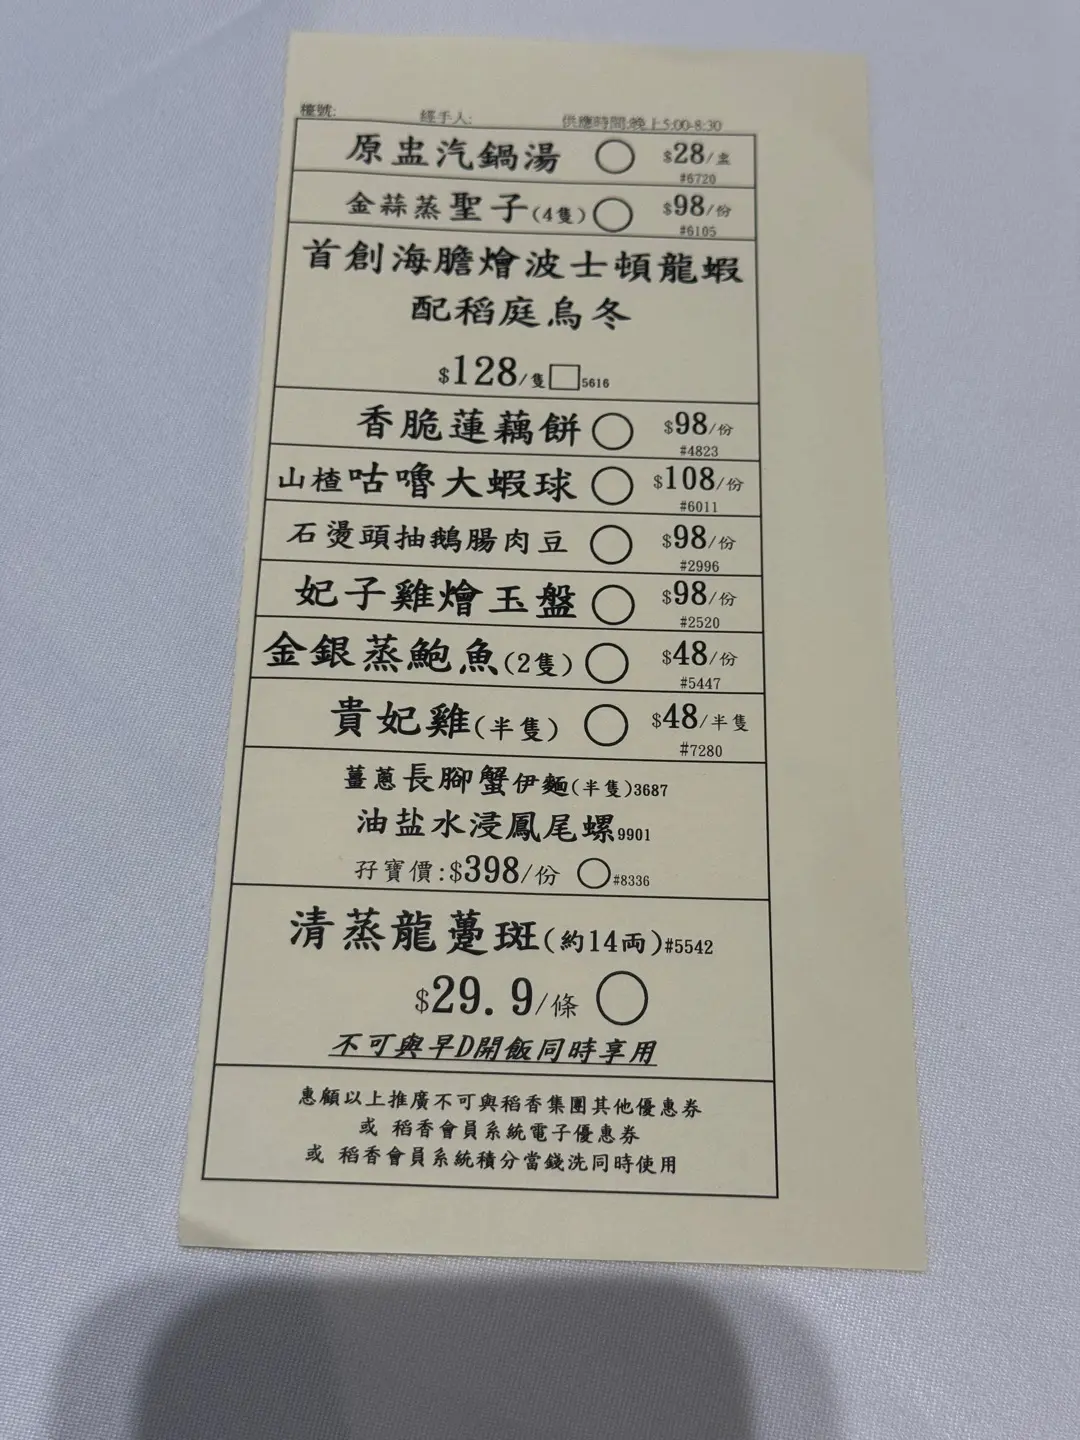 檯號: 經手人: 供應時間:晚上5:00-8:30
原盅汽鍋湯 $28/盅
#6720
金蒜蒸聖子(4隻) $98/份
#6105
首創海膽燴波士頓龍蝦
配稻庭烏冬
$128/隻 5616
香脆蓮藕餅 $98/份
#4823
山楂咕嚕大蝦球 $108/份
#6011
石燙頭抽鵝腸肉豆 $98/份
#2996
妃子雞燴玉盤 $98/份
#2520
金銀蒸鮑魚(2隻) $48/份
#5447
貴妃雞(半隻) $48/半隻
#7280
薑蔥長腳蟹伊麵(半隻)3687
油盐水浸鳳尾螺9901
孖寶價:$398/份 #8336
清蒸龍躉斑(約14両)#5542
$29.9/條
不可與早D開飯同時享用
惠顧以上推廣不可與稻香集團其他優惠券
或 稻香會員系統電子優惠券
或 稻香會員系統積分當錢洗同時使用